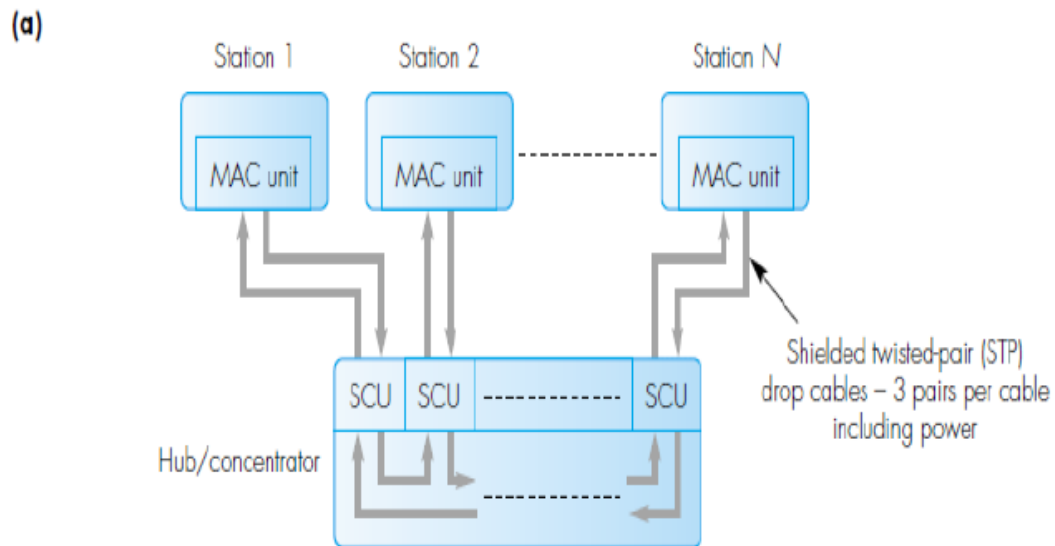 (a)
Station 1
Station 2
Station N
MAC unit
MAC unit
MAC unit
Shielded twisted-pair (STP)
drop cables – 3 pairs per cable
including power
SCU
SCU
SCU
Hub/concentrator